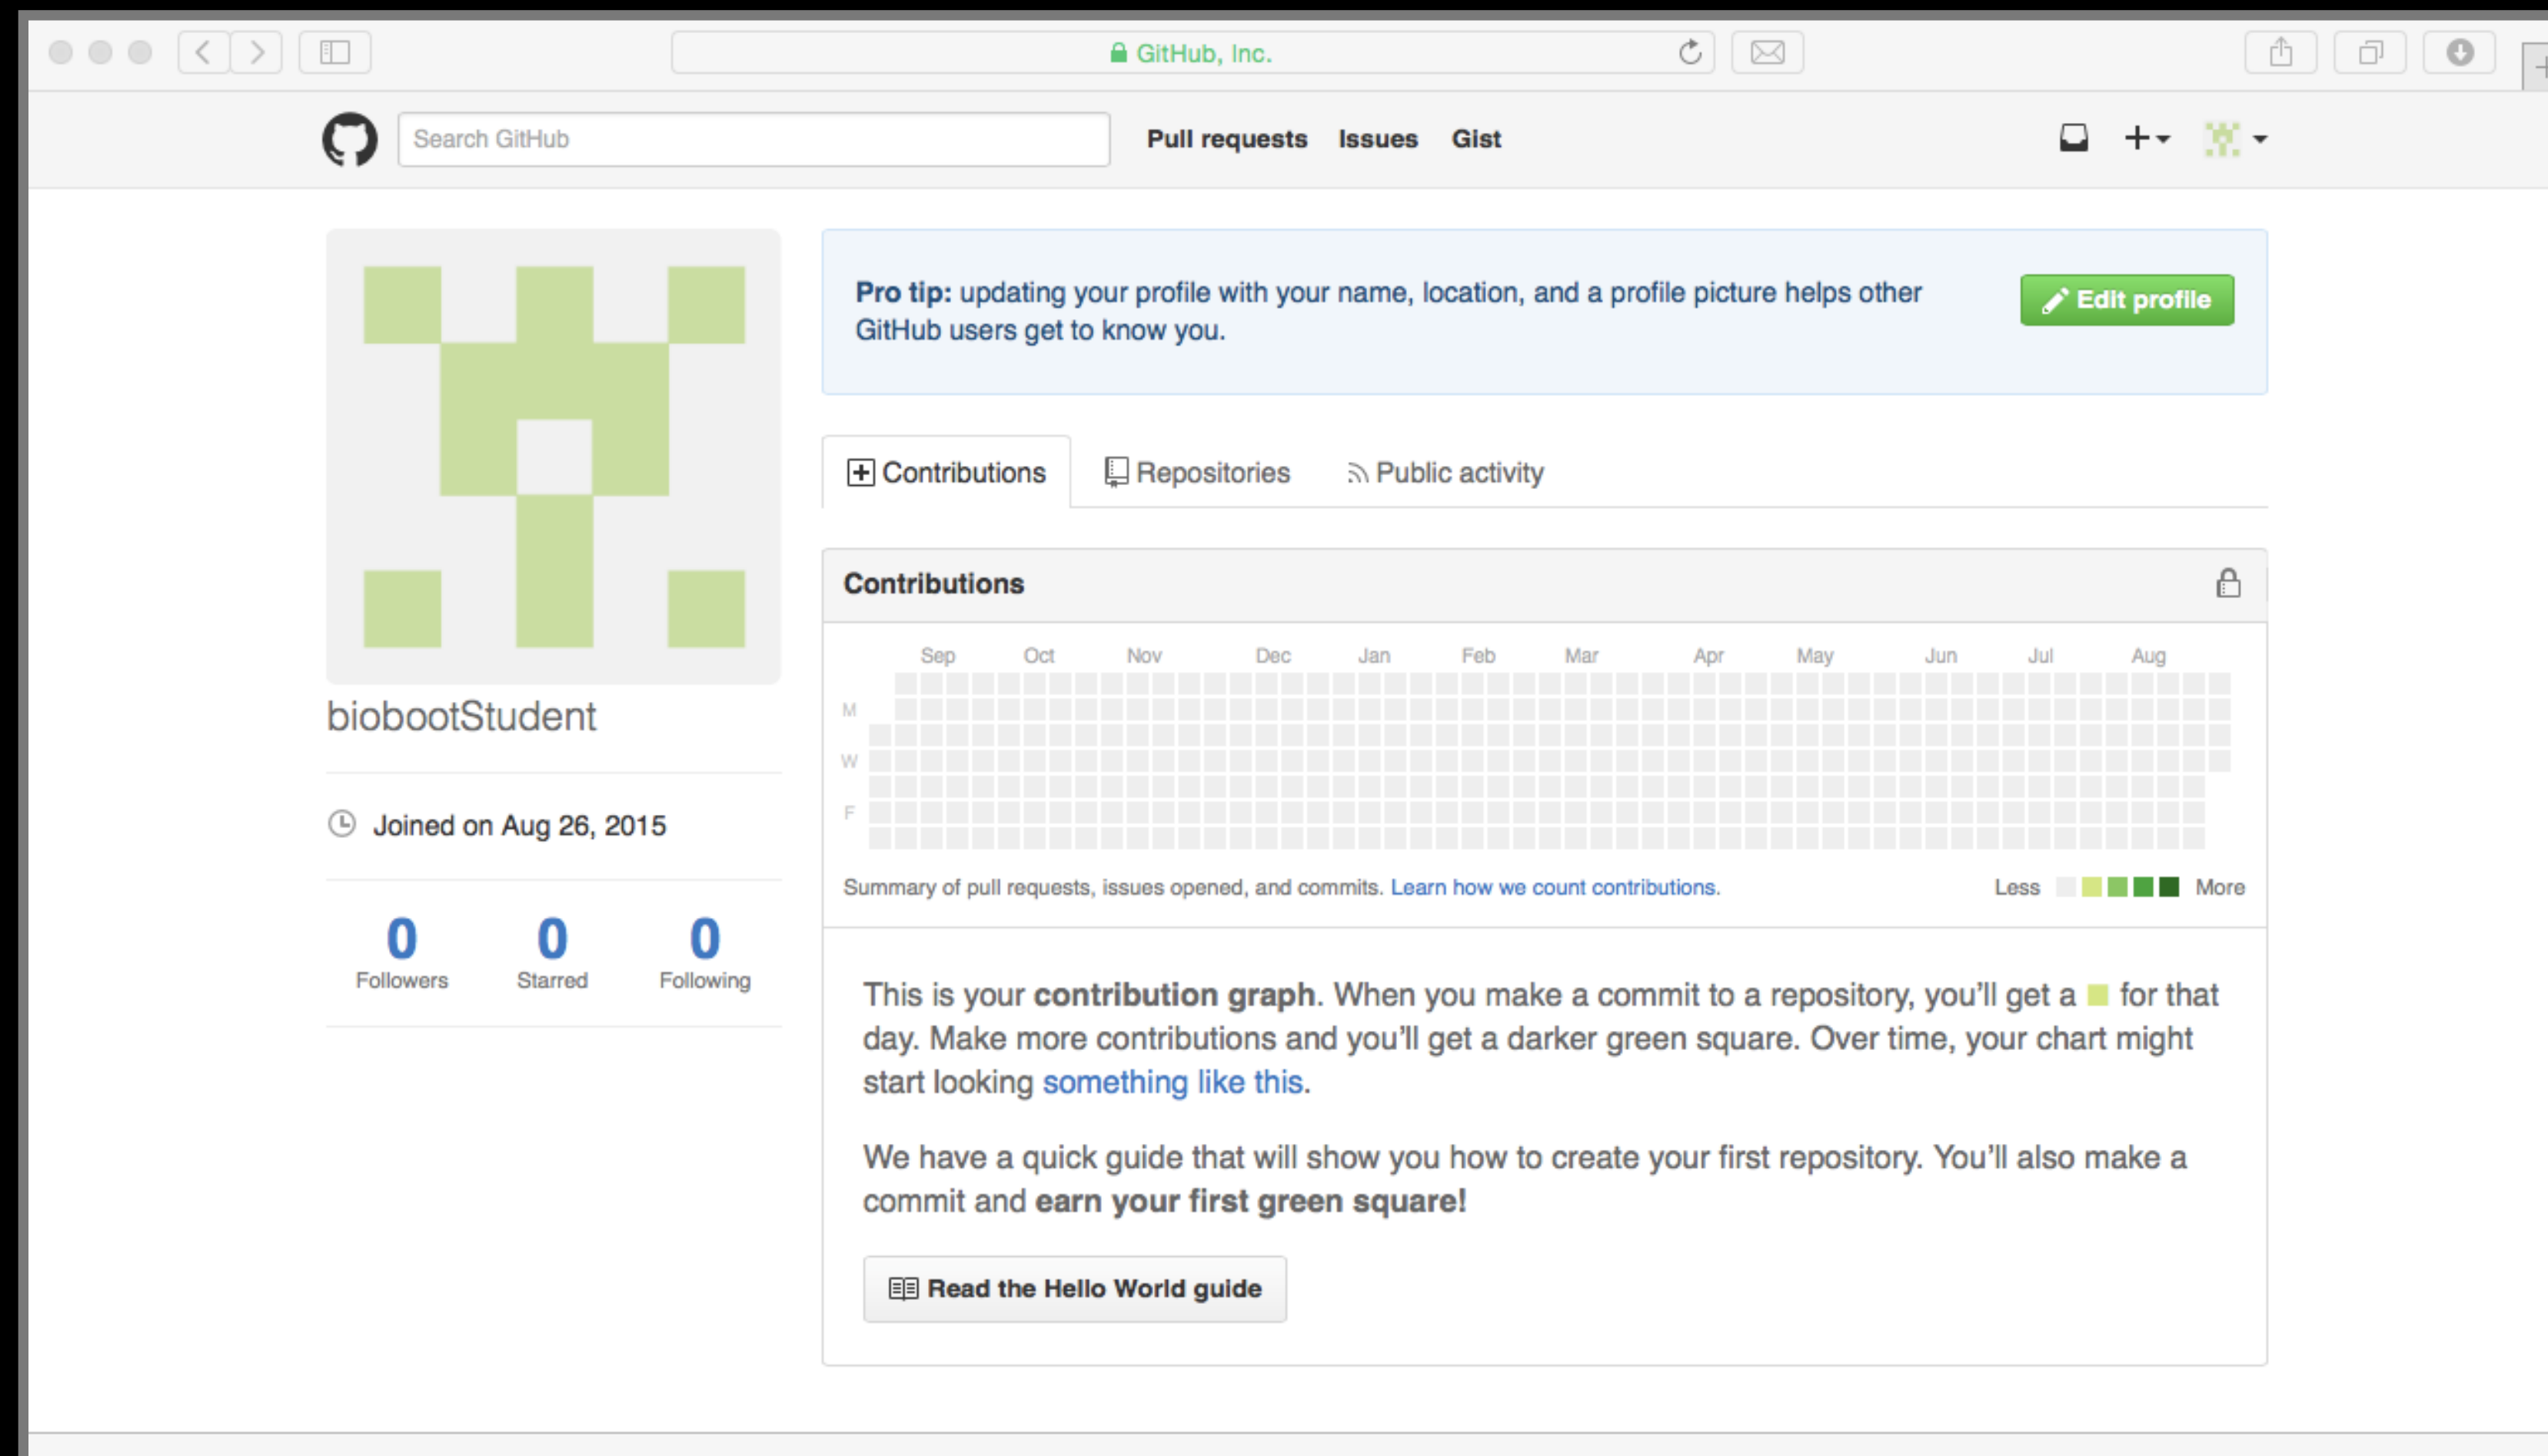 GitHub, Inc.
Search GitHub
Pull requests Issues Gist
Pro tip: updating your profile with your name, location, and a profile picture helps other
GitHub users get to know you.
Edit profile
Contributions Repositories Public activity
bioobootStudent
Joined on Aug 26, 2015
0 0 0
Followers Starred Following
Contributions
Sep Oct Nov Dec Jan Feb Mar Apr May Jun Jul Aug
M
W
F
Summary of pull requests, issues opened, and commits. Learn how we count contributions.
Less More
This is your contribution graph. When you make a commit to a repository, you'll get a for that
day. Make more contributions and you'll get a darker green square. Over time, your chart might
start looking something like this.
We have a quick guide that will show you how to create your first repository. You'll also make a
commit and earn your first green square!
Read the Hello World guide